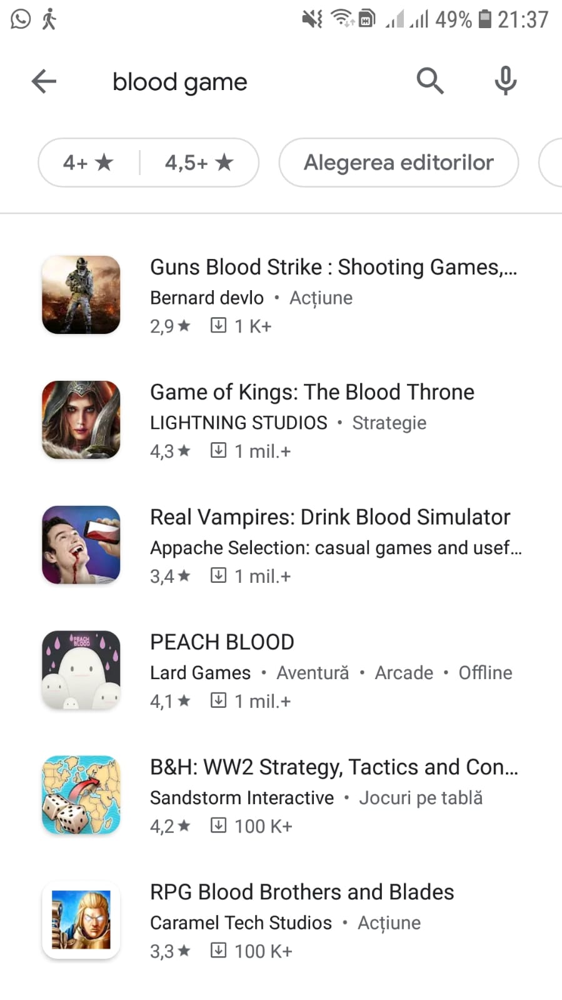 49% 21:37
blood game
4+ ★ 4,5+ ★ Alegerea editorilor
Guns Blood Strike : Shooting Games,...
Bernard devlo • Acțiune
2,9 ★ 1 K+
Game of Kings: The Blood Throne
LIGHTNING STUDIOS • Strategie
4,3 ★ 1 mil.+
Real Vampires: Drink Blood Simulator
Appache Selection: casual games and usef...
3,4 ★ 1 mil.+
PEACH BLOOD
PEACH BLOOD
Lard Games • Aventură • Arcade • Offline
4,1 ★ 1 mil.+
B&H: WW2 Strategy, Tactics and Con...
Sandstorm Interactive • Jocuri pe tablă
4,2 ★ 100 K+
RPG Blood Brothers and Blades
Caramel Tech Studios • Acțiune
3,3 ★ 100 K+